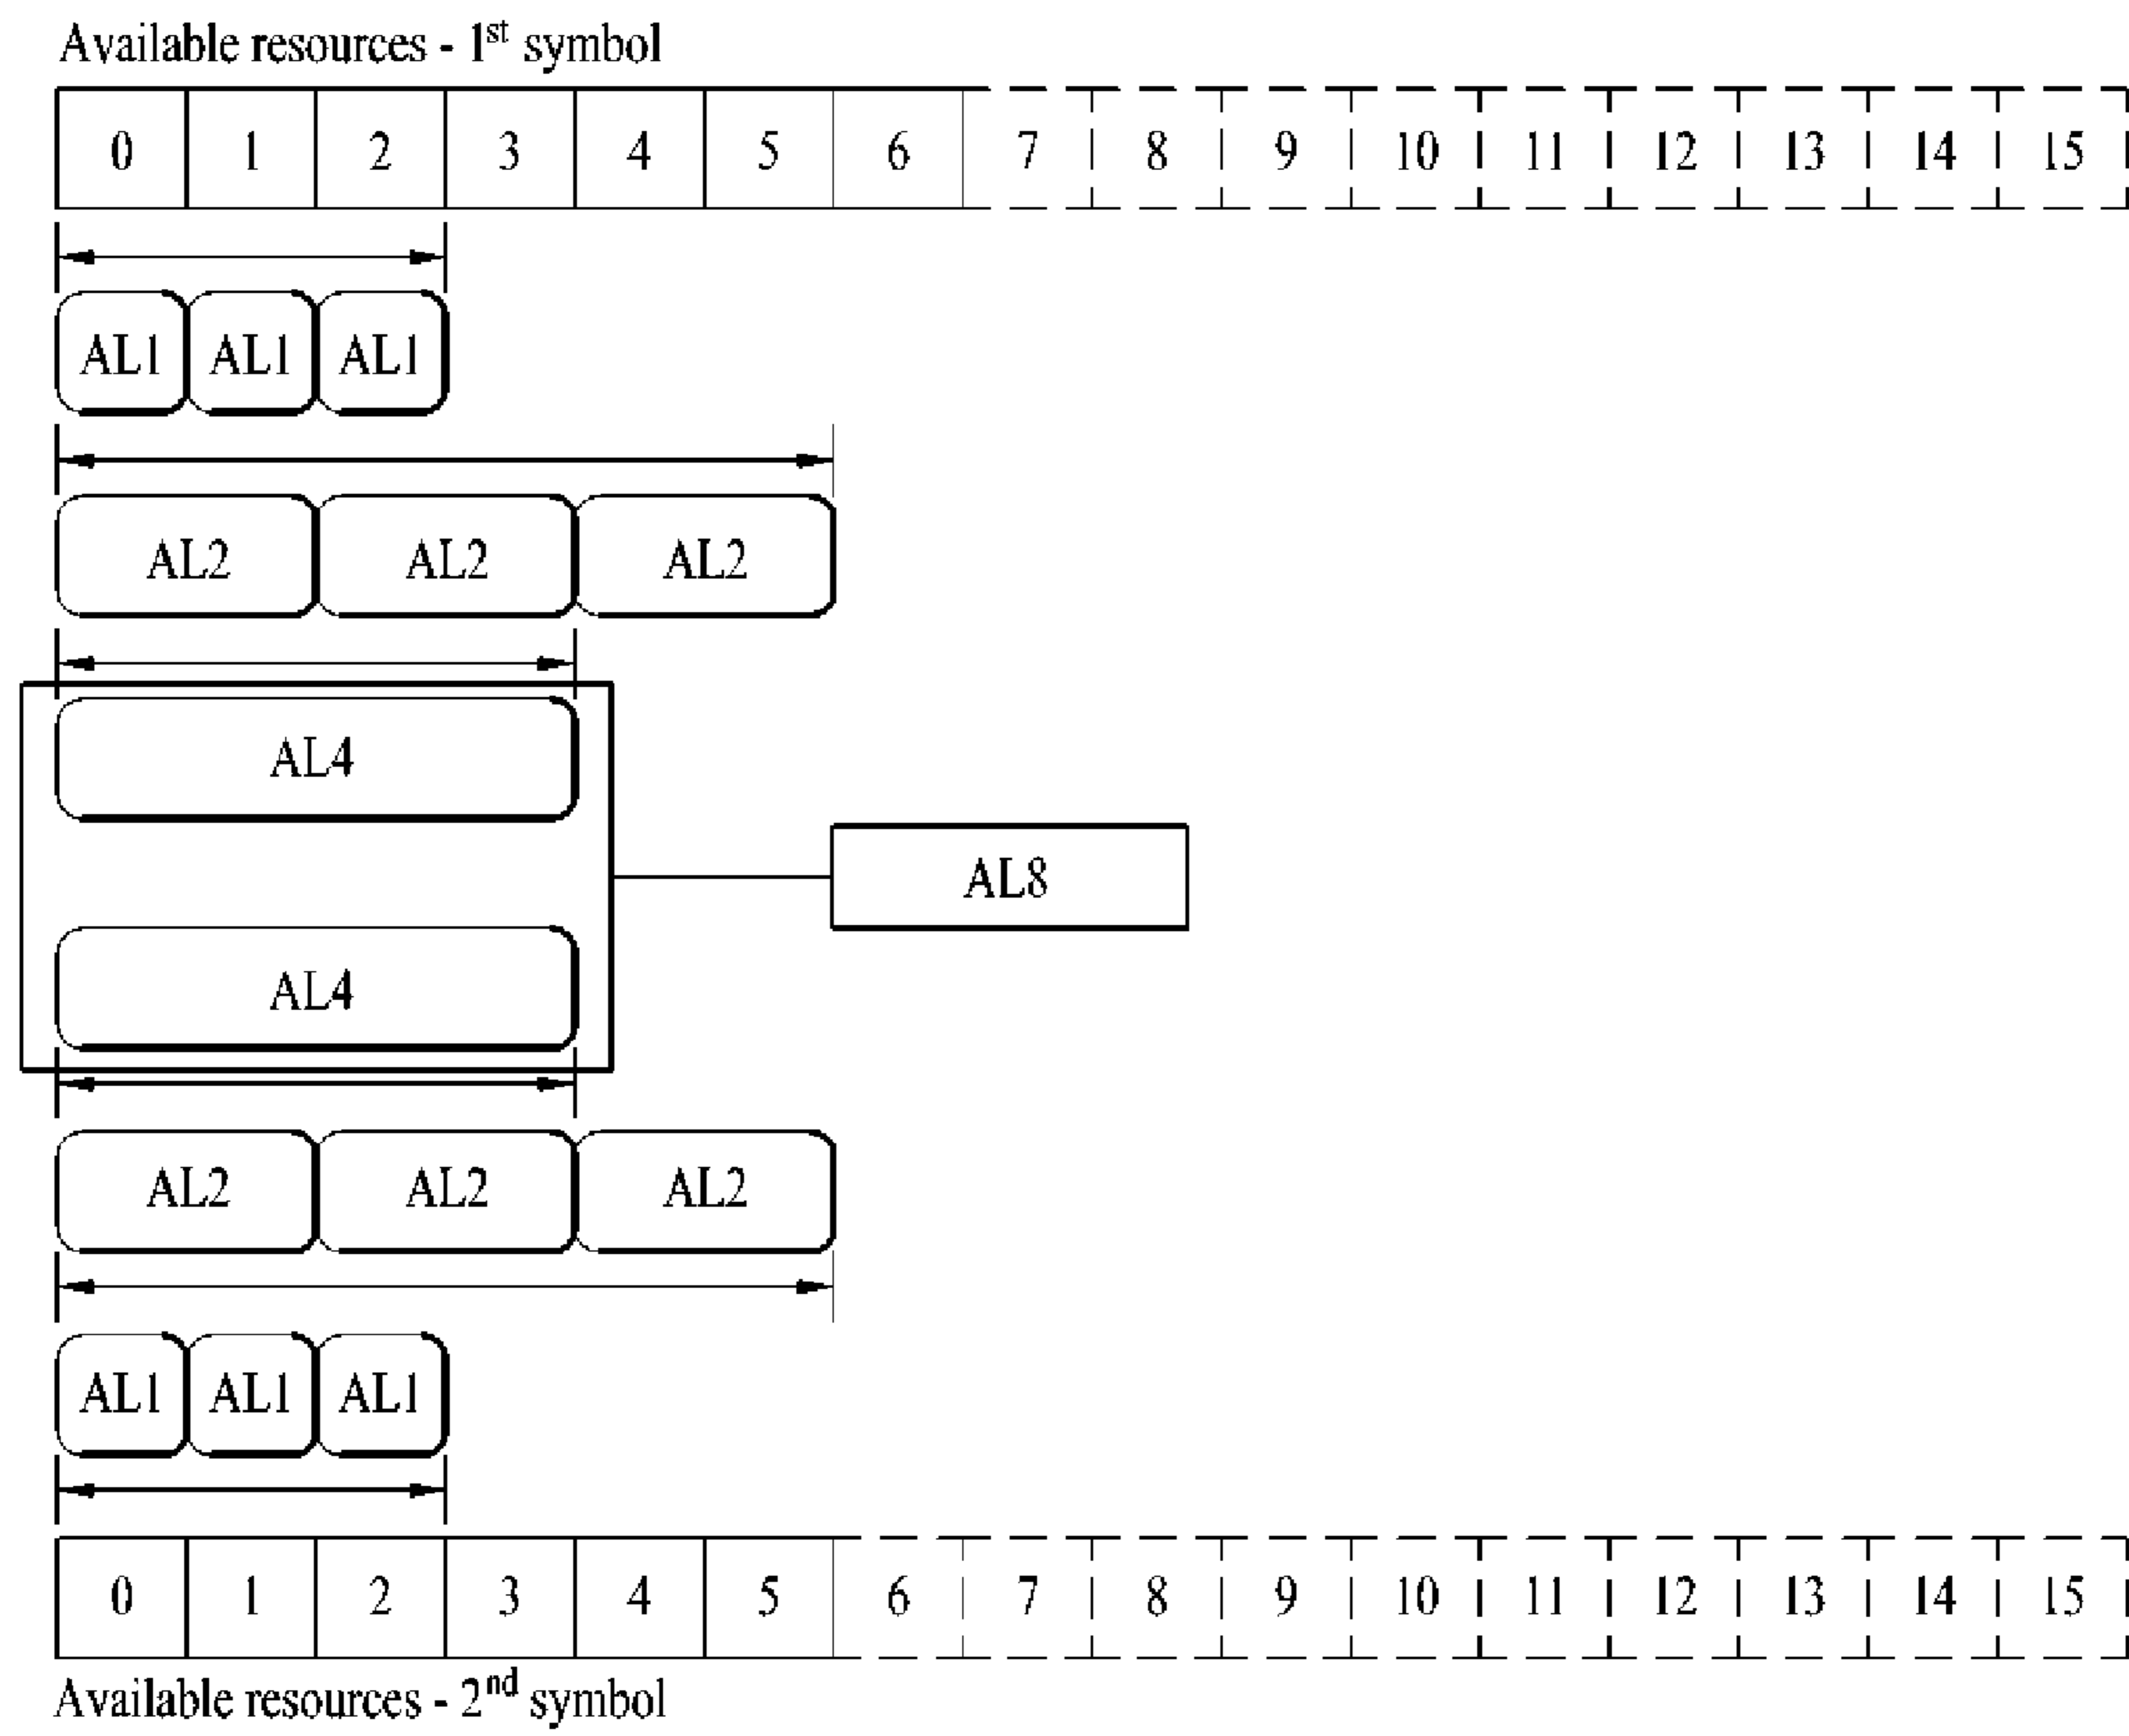 Available resources - 1st symbol
0 1 2 3 4 5 6 7 8 9 10 11 12 13 14 15
AL1 AL1 AL1
AL2 AL2 AL2
AL4
AL8
AL4
AL2 AL2 AL2
AL1 AL1 AL1
0 1 2 3 4 5 6 7 8 9 10 11 12 13 14 15
Available resources - 2nd symbol